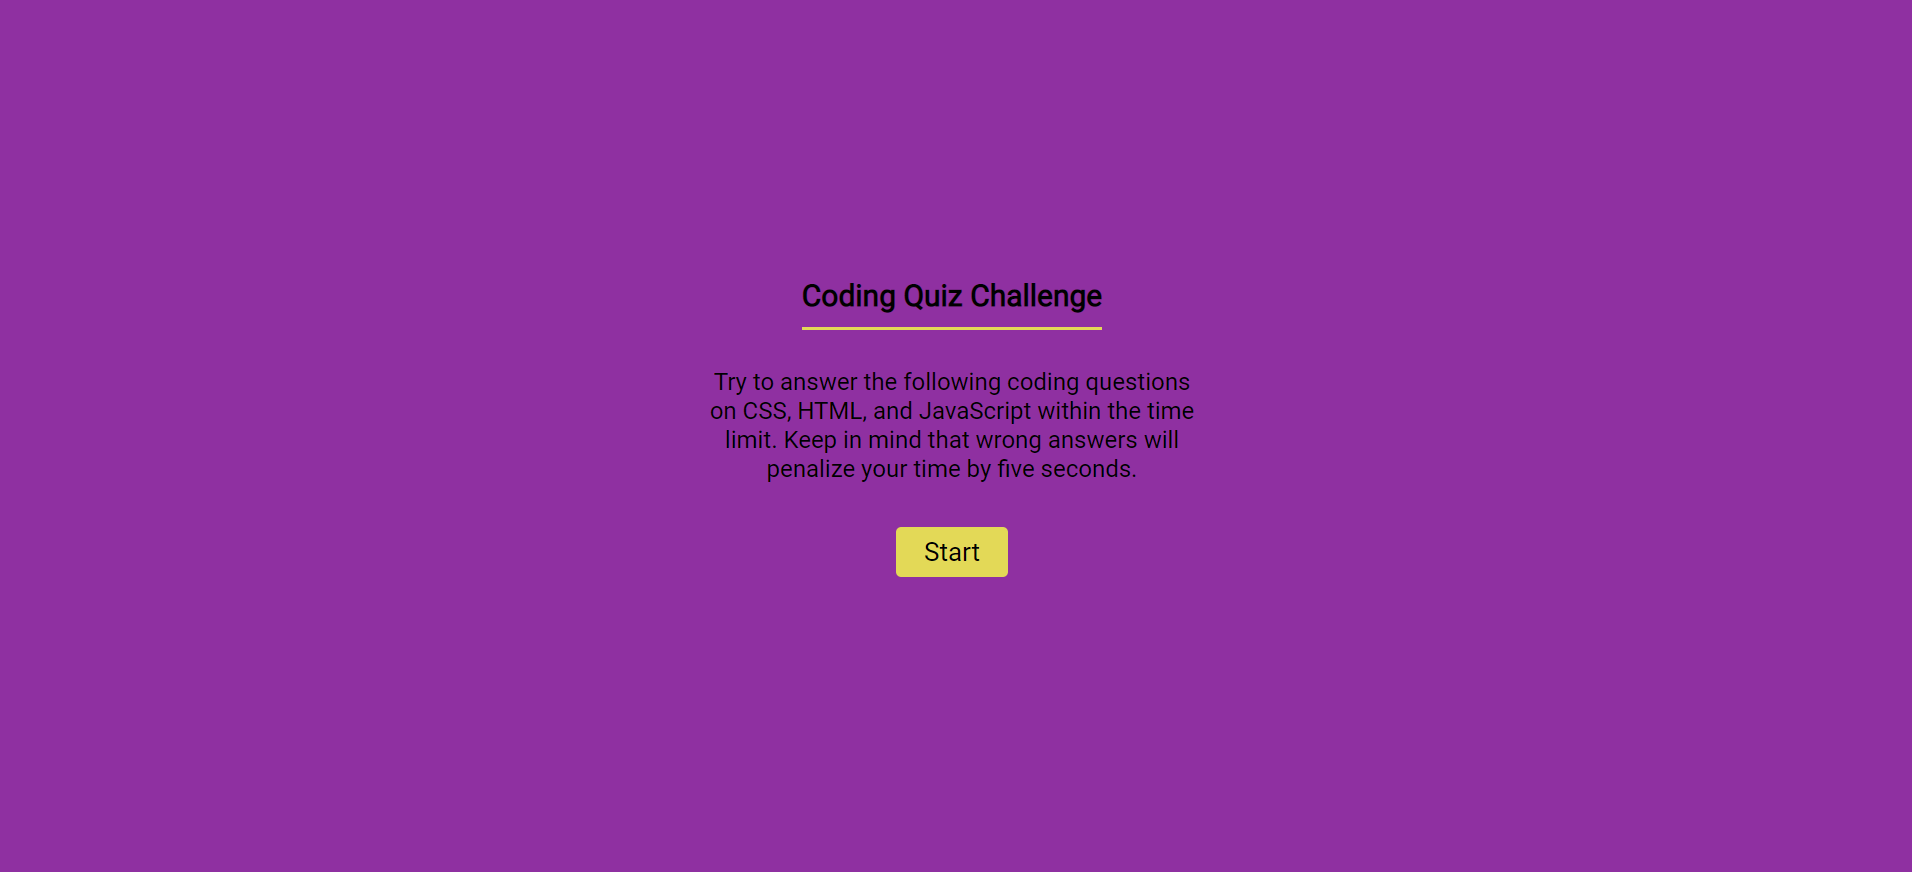 Coding Quiz Challenge
Try to answer the following coding questions
on CSS, HTML, and JavaScript within the time
limit. Keep in mind that wrong answers will
penalize your time by five seconds.
Start